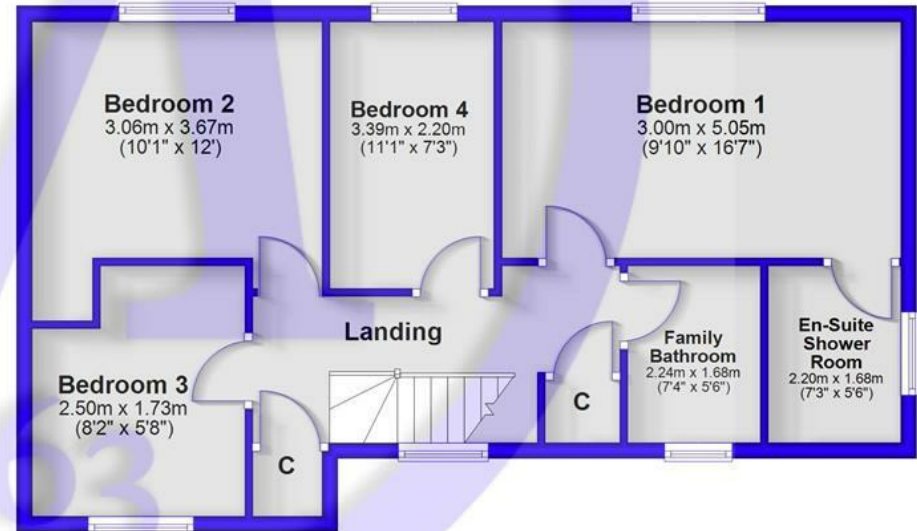 Bedroom 2
3.06m x 3.67m
(10'1" x 12')
Bedroom 4
3.39m x 2.20m
(11'1" x 7'3")
Bedroom 1
3.00m x 5.05m
(9'10" x 16'7")
Landing
Bedroom 3
2.50m x 1.73m
(8'2" x 5'8")
C
C
Family
Bathroom
2.24m x 1.68m
(7'4" x 5'6")
En-Suite
Shower
Room
2.20m x 1.68m
(7'3" x 5'6")